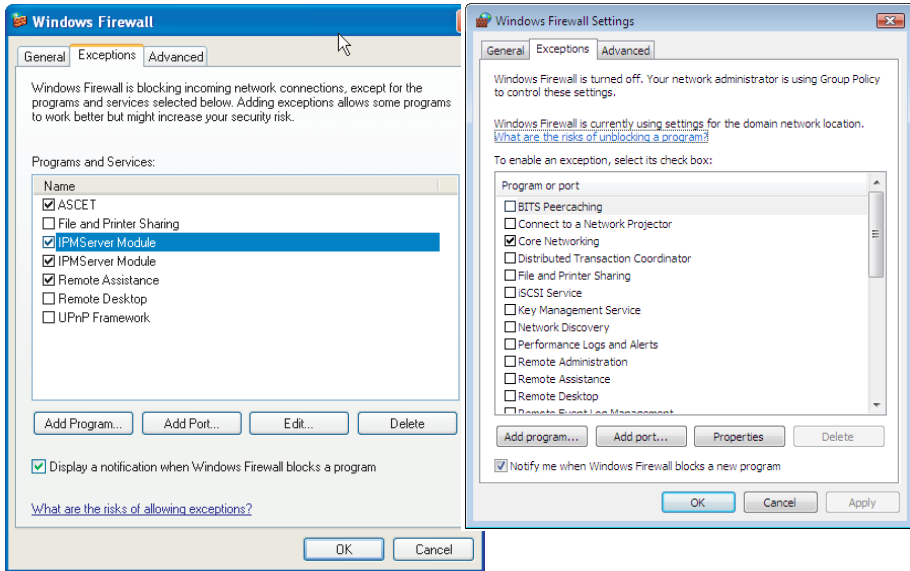 Windows Firewall
General Exceptions Advanced
Windows Firewall is blocking incoming network connections, except for the
programs and services selected below. Adding exceptions allows some programs
to work better but might increase your security risk.
Programs and Services:
Name
ASCET
File and Printer Sharing
IPMServer Module
IPMServer Module
Remote Assistance
Remote Desktop
UPnP Framework
Add Program... Add Port... Edit... Delete
Display a notification when Windows Firewall blocks a program
What are the risks of allowing exceptions?
OK Cancel
Windows Firewall Settings
General Exceptions Advanced
Windows Firewall is turned off. Your network administrator is using Group Policy
to control these settings.
Windows Firewall is currently using settings for the domain network location.
What are the risks of unblocking a program?
To enable an exception, select its check box:
Program or port
BITS Peercaching
Connect to a Network Projector
Core Networking
Distributed Transaction Coordinator
File and Printer Sharing
iSCSI Service
Key Management Service
Network Discovery
Performance Logs and Alerts
Remote Administration
Remote Assistance
Remote Desktop
Remote Event Log Management
Add program... Add port... Properties Delete
Notify me when Windows Firewall blocks a new program
OK Cancel Apply